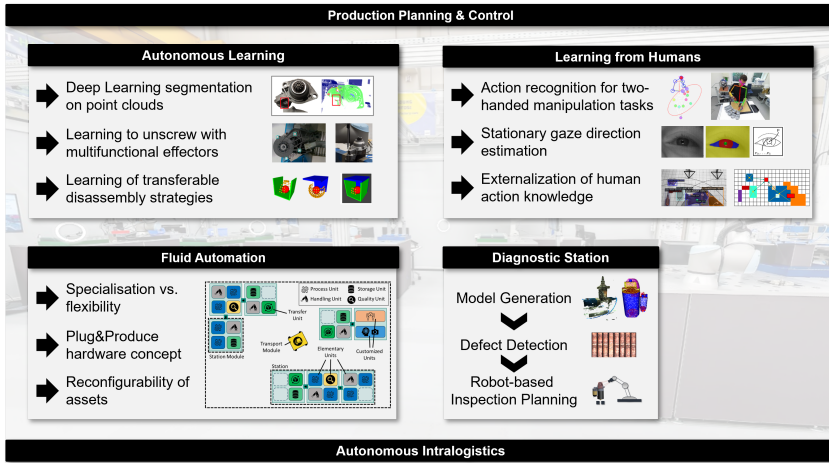 Production Planning & Control
Autonomous Learning
Deep Learning segmentation
on point clouds
Learning to unscrew with
multifunctional effectors
Learning of transferable
disassembly strategies
Learning from Humans
Action recognition for two-
handed manipulation tasks
Stationary gaze direction
estimation
Externalization of human
action knowledge
Fluid Automation
Specialisation vs.
flexibility
Plug&Produce
hardware concept
Reconfigurability of
assets
Process Unit
Storage Unit
Handling Unit
Quality Unit
Transfer
Unit
Transport
Module
Station Module
Elementary
Units
Customized
Units
Station
Diagnostic Station
Model Generation
Defect Detection
Robot-based
Inspection Planning
Autonomous Intralogistics